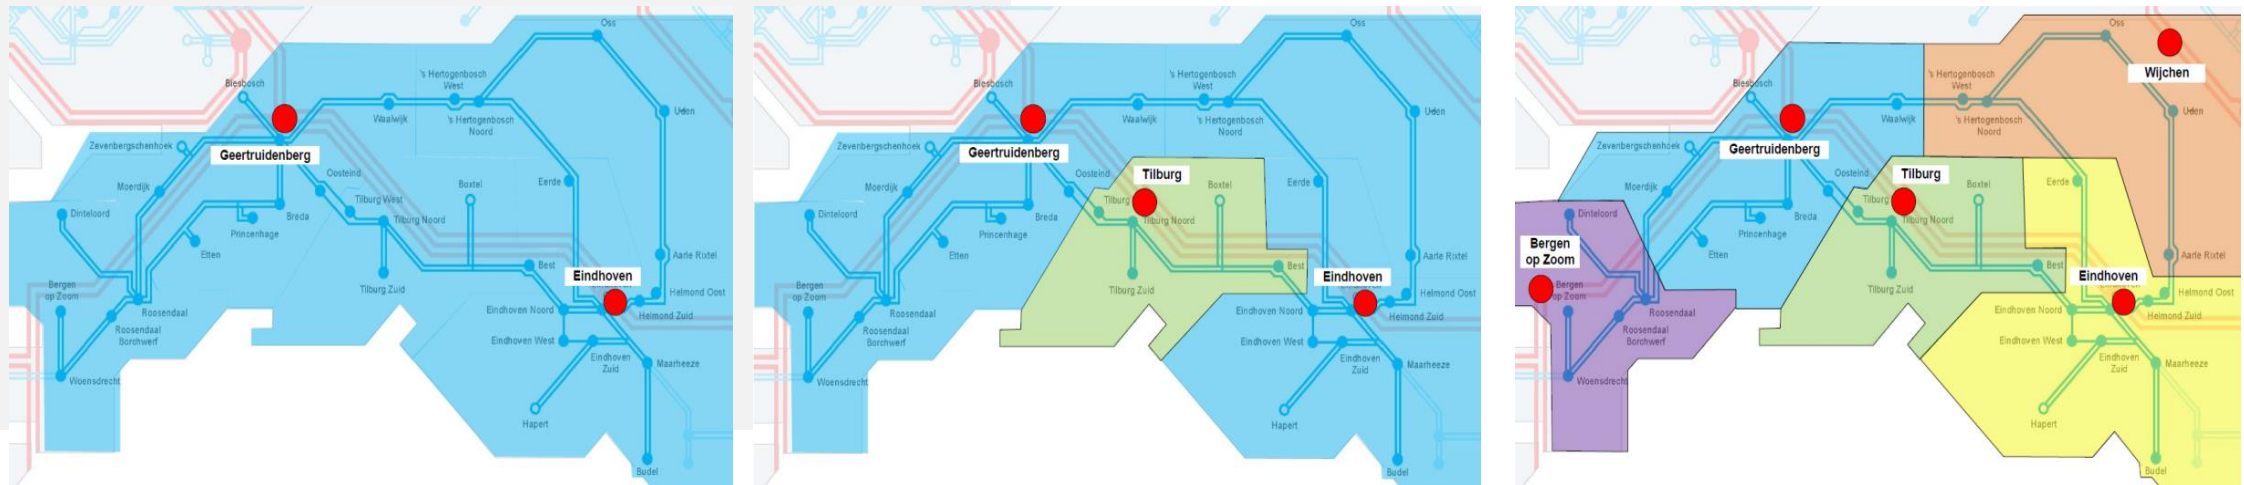 Oss
Biesbosch
's Hertogenbosch
West
Waalwijk
's Hertogenbosch
Noord
Uden
Zevenbergschenhoek
Geertruidenberg
Moerdijk
Oosteind
Tilburg West
Boxtel
Eerde
Dinteloord
Breda
Princenhage
Tilburg Noord
Etten
Aarle Rixtel
Best
Eindhoven
Tilburg Zuid
Bergen
op Zoom
Helmond Oost
Eindhoven Noord
Helmond Zuid
Roosendaal
Roosendaal
Borchwerf
Eindhoven West
Eindhoven
Zuid
Maarheeze
Woensdrecht
Hapert
Budel
Oss
Biesbosch
's Hertogenbosch
West
Waalwijk
's Hertogenbosch
Noord
Uden
Zevenbergschenhoek
Geertruidenberg
Moerdijk
Oosteind
Tilburg
Boxtel
Eerde
Tilburg
Dinteloord
Breda
Princenhage
Tilburg Noord
Etten
Aarle Rixtel
Best
Eindhoven
Tilburg Zuid
Bergen
op Zoom
Helmond Oost
Eindhoven Noord
Helmond Zuid
Roosendaal
Roosendaal
Borchwerf
Eindhoven West
Eindhoven
Zuid
Maarheeze
Woensdrecht
Hapert
Budel
Oss
Wijchen
Biesbosch
's Hertogenbosch
West
Waalwijk
's Hertogenbosch
Noord
Uden
Zevenbergschenhoek
Geertruidenberg
Moerdijk
Oosteind
Tilburg
Boxtel
Eerde
Tilburg
Dinteloord
Breda
Princenhage
Tilburg Noord
Etten
Bergen
op Zoom
Aarle Rixtel
Best
Eindhoven
Tilburg Zuid
Bergen
op Zoom
Helmond Oost
Eindhoven Noord
Helmond Zuid
Roosendaal
Roosendaal
Borchwerf
Eindhoven West
Eindhoven
Zuid
Maarheeze
Woensdrecht
Hapert
Budel